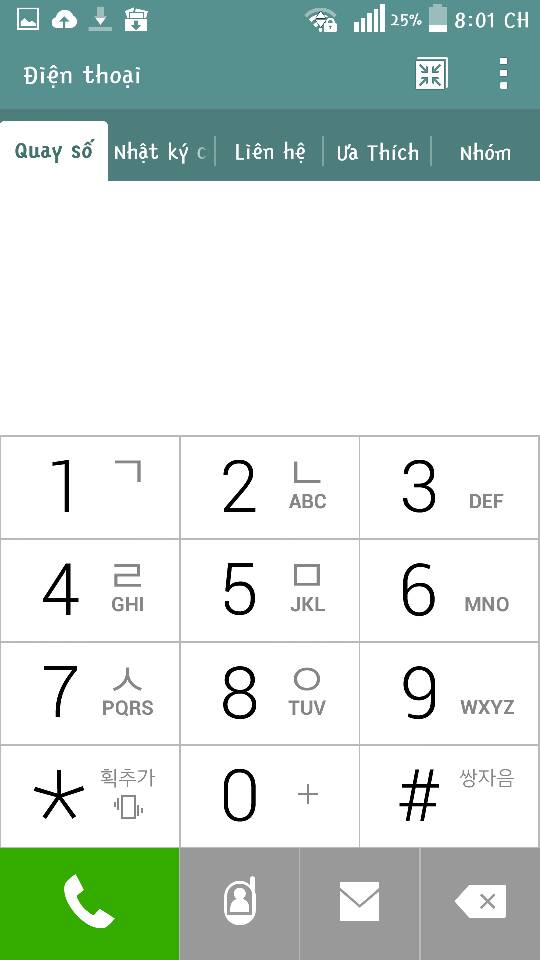 25% 8:01 CH
Điện thoại
Quay số Nhật ký c Liên hệ Ưa Thích Nhóm
1 ㄱ 2 ㄴ ABC 3 DEF
4 ㄹ GHI 5 ㅁ JKL 6 MNO
7 ㅅ PQRS 8 ㅇ TUV 9 WXYZ
* 획추가 0 + # 쌍자음